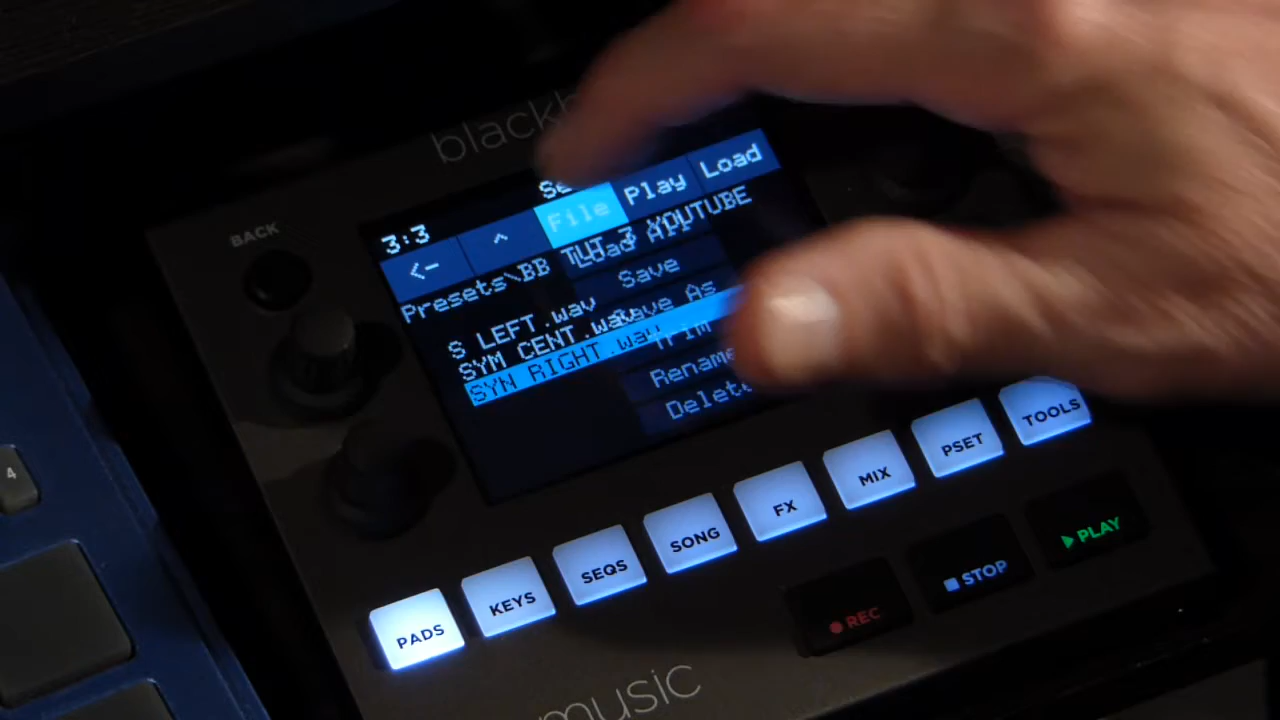 blackb
BACK
3:3
Se
<-
^
File
Play
Load
Presets\BB TUT 3 YOUTUBE
Load All
Save
Save As
Trim
Rename
Delete
S LEFT.wav
SYM CENT.wav
SYN RIGHT.wav
4
PADS
KEYS
SEQS
SONG
FX
MIX
PSET
TOOLS
REC
STOP
PLAY
music